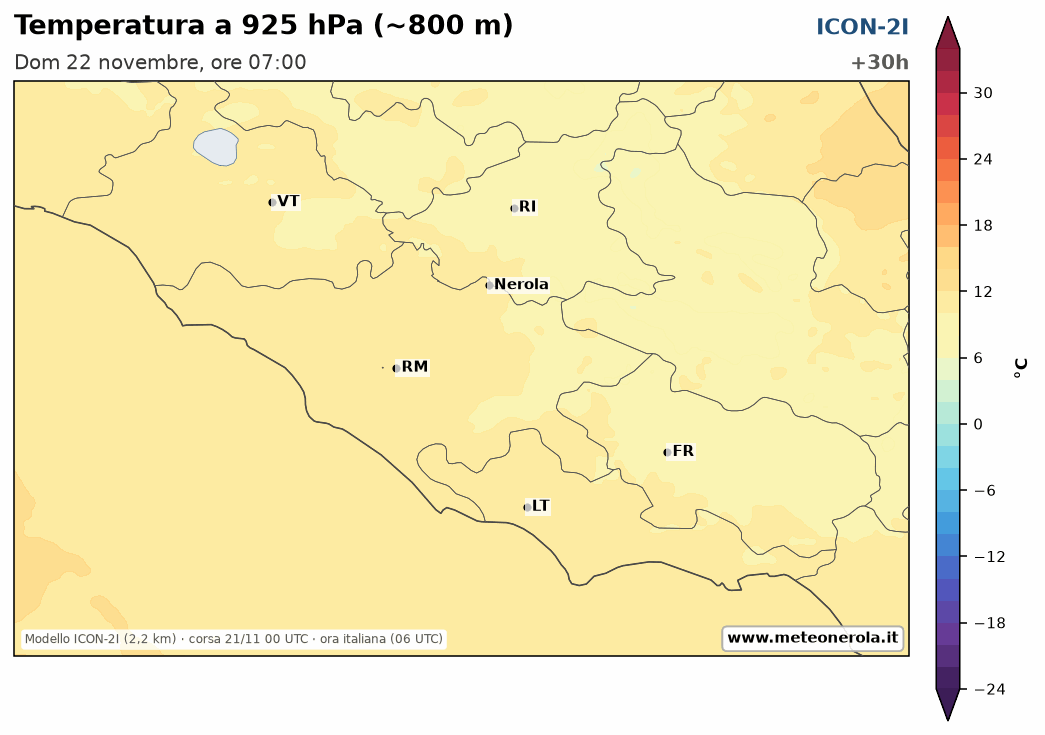 Temperatura a 925 hPa (~800 m)
ICON-2I
Dom 22 novembre, ore 07:00
+30h
VT
RI
Nerola
RM
FR
LT
30
24
18
12
6
0
−6
−12
−18
−24
°C
Modello ICON-2I (2,2 km) · corsa 21/11 00 UTC · ora italiana (06 UTC)
www.meteonerola.it